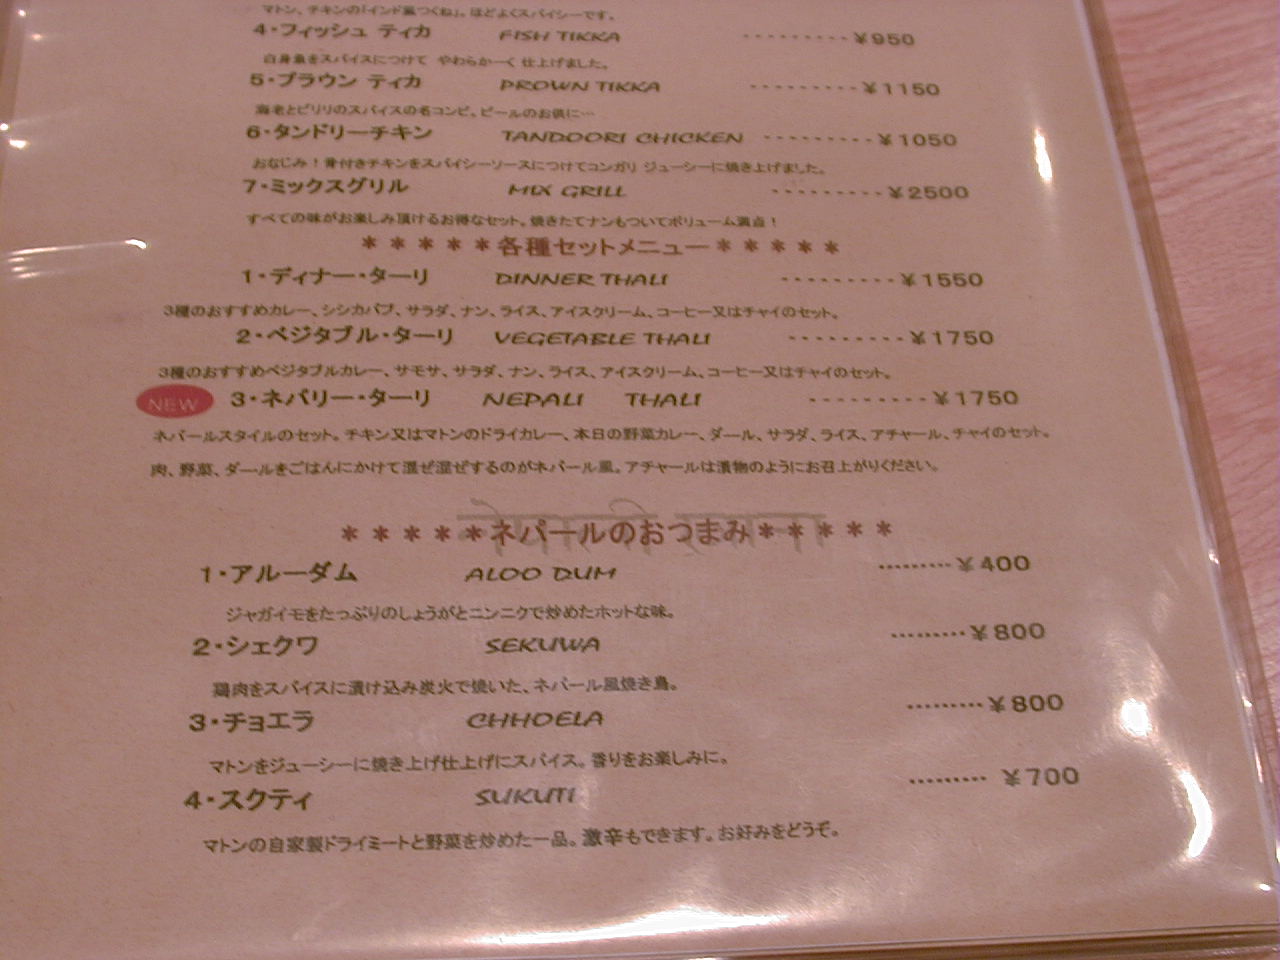 マトン、チキンの「インド風つくね」。ほどよくスパイシーです。
4・フィッシュ ティカ FISH TIKKA ---------¥950
白身魚をスパイスにつけて やわらかーく 仕上げました。
5・プラウン ティカ PROWN TIKKA ---------¥1150
海老とピリリのスパイスの名コンビ。ビールのお供に…
6・タンドリーチキン TANDOORI CHICKEN ---------¥1050
おなじみ！骨付きチキンをスパイシーソースにつけてコンガリ ジューシーに焼き上げました。
7・ミックスグリル MIX GRILL ---------¥2500
すべての味がお楽しみ頂けるお得なセット。焼きたてナンもついてボリューム満点！
＊＊＊＊＊各種セットメニュー＊＊＊＊＊
1・ディナー・ターリ DINNER THALI ---------¥1550
3種のおすすめカレー、シシカバブ、サラダ、ナン、ライス、アイスクリーム、コーヒー又はチャイのセット。
2・ベジタブル・ターリ VEGETABLE THALI ---------¥1750
3種のおすすめベジタブルカレー、サモサ、サラダ、ナン、ライス、アイスクリーム、コーヒー又はチャイのセット。
NEW 3・ネパリー・ターリ NEPALI THALI ---------¥1750
ネパールスタイルのセット。チキン又はマトンのドライカレー、本日の野菜カレー、ダール、サラダ、ライス、アチャール、チャイのセット。
肉、野菜、ダールをごはんにかけて混ぜ混ぜするのがネパール風。アチャールは漬物のようにお召上がりください。
＊＊＊＊＊ネパールのおつまみ＊＊＊＊＊
1・アルーダム ALOO DUM ………¥400
ジャガイモをたっぷりのしょうがとニンニクで炒めたホットな味。
2・シェクワ SEKUWA ………¥800
鶏肉をスパイスに漬け込み炭火で焼いた、ネパール風焼き鳥。
3・チョエラ CHHOELA ………¥800
マトンをジューシーに焼き上げ仕上げにスパイス。香りをお楽しみに。
4・スクティ SUKUTI ……… ¥700
マトンの自家製ドライミートと野菜を炒めた一品。激辛もできます。お好みをどうぞ。